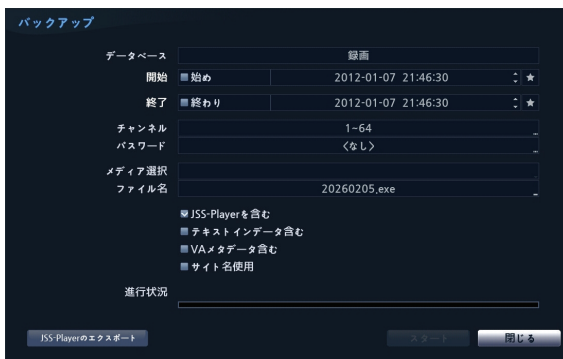 バックアップ
データベース 録画
開始 始め 2012-01-07 21:46:30
終了 終わり 2012-01-07 21:46:30
チャンネル 1~64 ...
パスワード 〈なし〉 ...
メディア選択
ファイル名 20260205.exe ...
JSS-Playerを含む
テキストインデータ含む
VAメタデータ含む
サイト名使用
進行状況
JSS-Playerのエクスポート スタート 閉じる